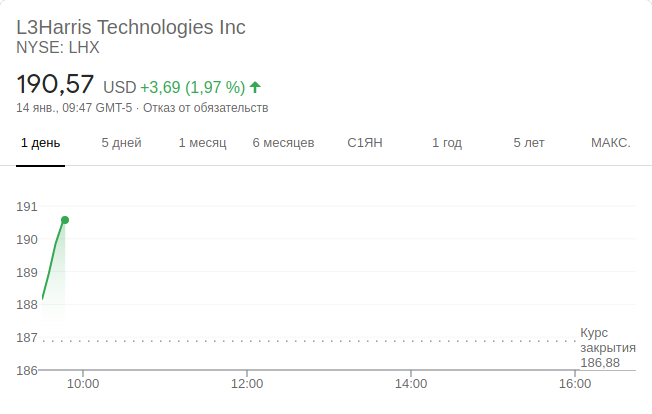 L3Harris Technologies Inc
NYSE: LHX
190,57 USD +3,69 (1,97 %)
14 янв., 09:47 GMT-5 · Отказ от обязательств
1 день 5 дней 1 месяц 6 месяцев С1ЯН 1 год 5 лет МАКС.
191
190
189
188
187
186
Курс
закрытия
186,88
10:00 12:00 14:00 16:00